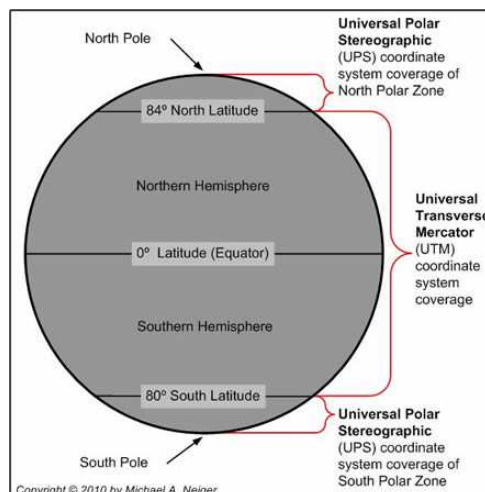 North Pole
Universal Polar
Stereographic
(UPS) coordinate
system coverage of
North Polar Zone
84º North Latitude
Northern Hemisphere
Universal
Transverse
Mercator
(UTM)
coordinate
system
coverage
0º Latitude (Equator)
Southern Hemisphere
80º South Latitude
Universal Polar
Stereographic
(UPS) coordinate
system coverage of
South Polar Zone
South Pole
Copyright © 2010 by Michael A. Neiger